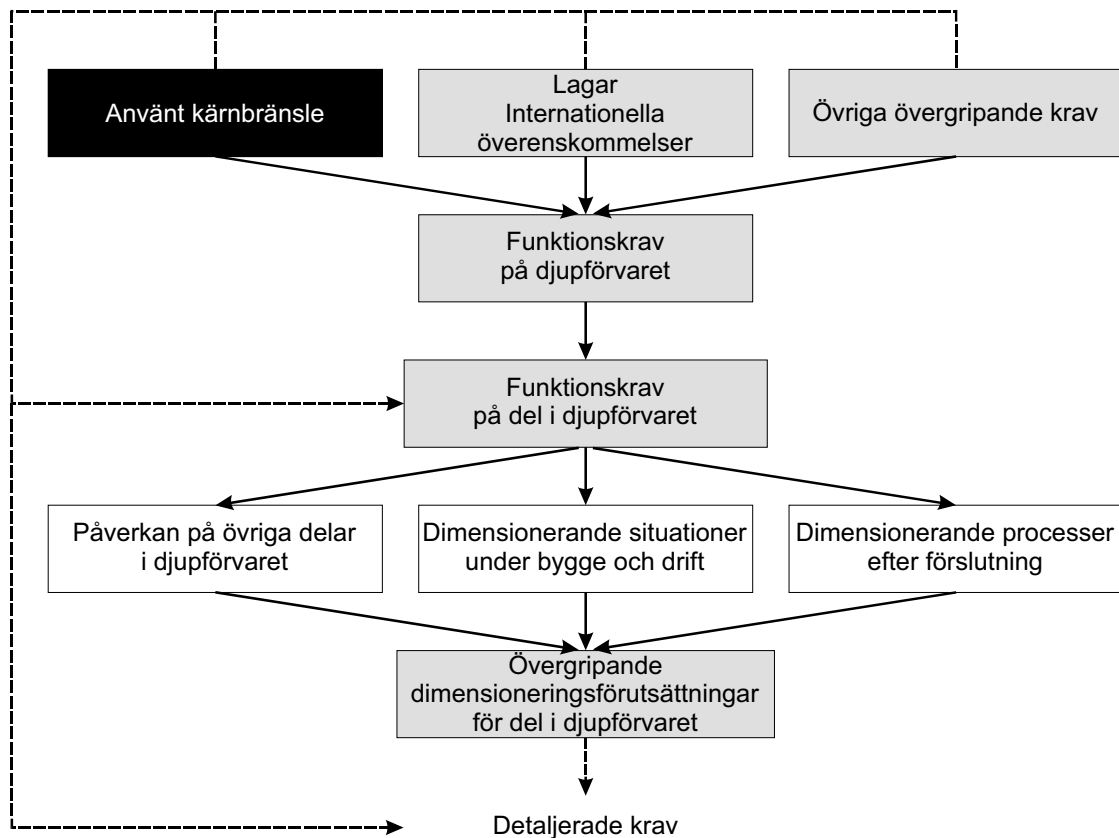 Använt kärnbränsle
Lagar
Internationella
överenskommelser
Övriga övergripande krav
Funktionskrav
på djupförvaret
Funktionskrav
på del i djupförvaret
Påverkan på övriga delar
i djupförvaret
Dimensionerande situationer
under bygge och drift
Dimensionerande processer
efter förslutning
Övergripande
dimensioneringsförutsättningar
för del i djupförvaret
Detaljerade krav